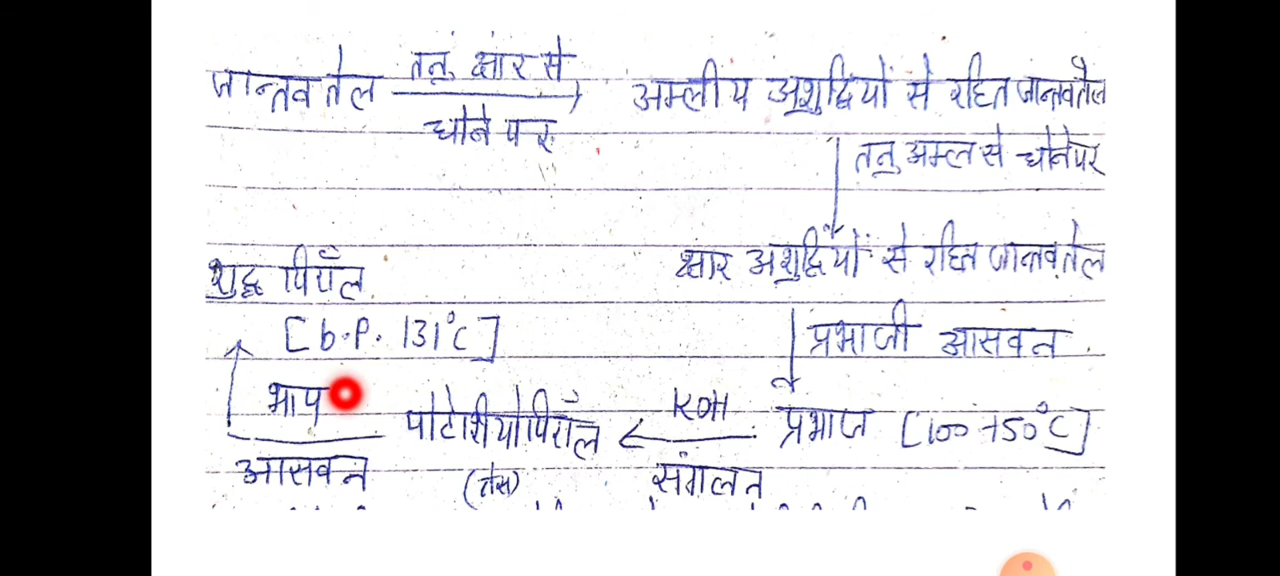 जान्तव तेल तनु क्षार से धोने पर → अम्लीय अशुद्धियों से रहित जान्तव तेल
तनु अम्ल से धोने पर
क्षार अशुद्धियों से रहित जान्तव तेल
प्रभाजी आसवन
प्रभाज [100-150°C]
KOH
संगलन
पोटेशियोपिरॉल
(ठोस)
भाप
आसवन
शुद्ध पिरॉल
[b.p. 131°C]